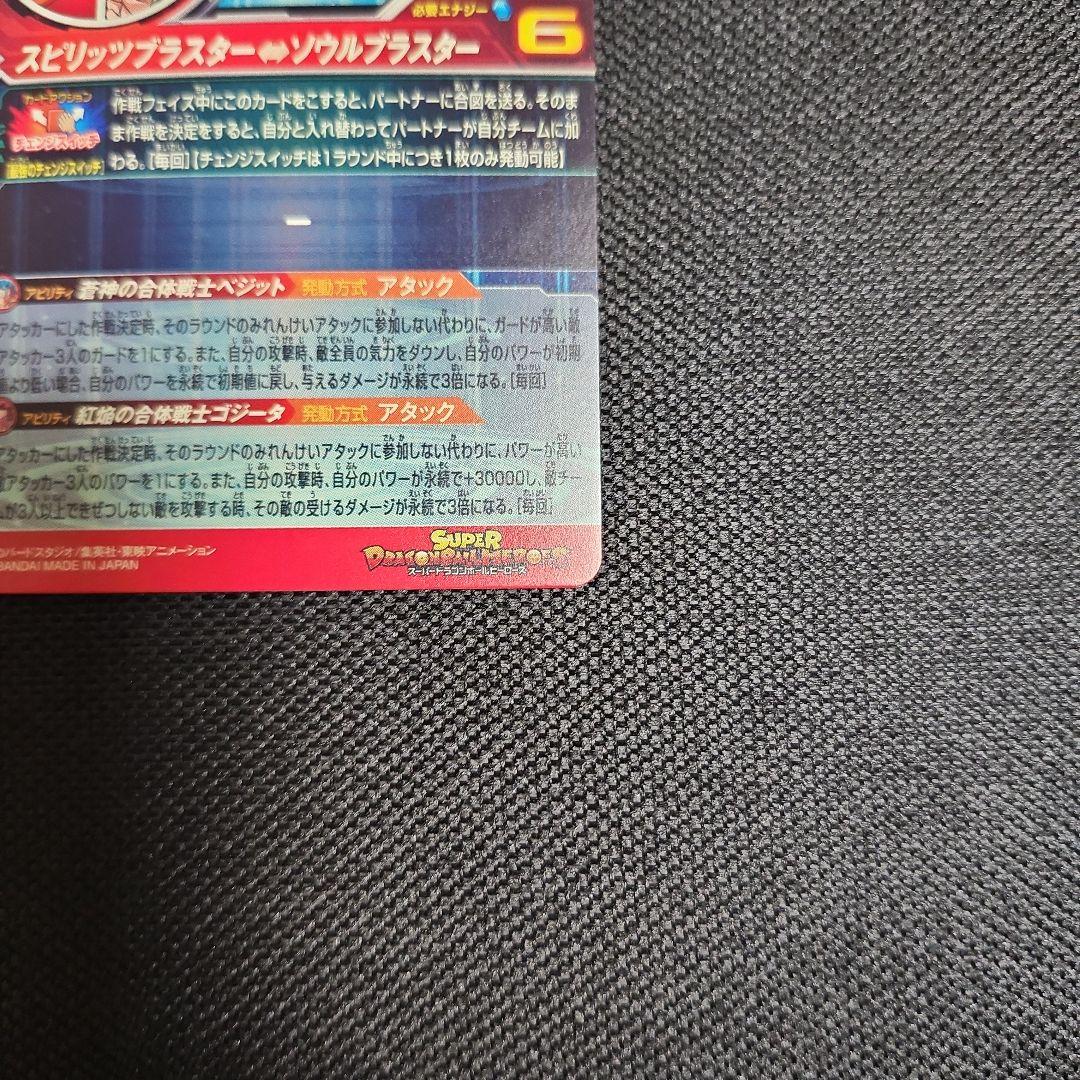 必要エナジー 6
スピリッツブラスター⇔ソウルブラスター
カードアクション
チェンジスイッチ
作戦フェイズ中にこのカードをこすると、パートナーに合図を送る。そのま
ま作戦を決定をすると、自分と入れ替わってパートナーが自分チームに加
わる。[毎回]【チェンジスイッチは1ラウンド中につき1枚のみ発動可能】
アビリティ 蒼神の合体戦士ベジット 発動方式 アタック
アタッカーにした作戦決定時、そのラウンドのみれんけいアタックに参加しない代わりに、ガードが高い敵
アタッカー3人のガードを1にする。また、自分の攻撃時、敵全員の気力をダウンし、自分のパワーが初期
値より低い場合、自分のパワーを永続で初期値に戻し、与えるダメージが永続で3倍になる。[毎回]
アビリティ 紅焔の合体戦士ゴジータ 発動方式 アタック
アタッカーにした作戦決定時、そのラウンドのみれんけいアタックに参加しない代わりに、パワーが高い
アタッカー3人のパワーを1にする。また、自分の攻撃時、自分のパワーが永続で+30000し、敵チー
ムが3人以上できぜつしない敵を攻撃する時、その敵の受けるダメージが永続で3倍になる。[毎回]
バードスタジオ/集英社・東映アニメーション
BANDAI MADE IN JAPAN
SUPER
DRAGONBALL HEROES
スーパードラゴンボールヒーローズ